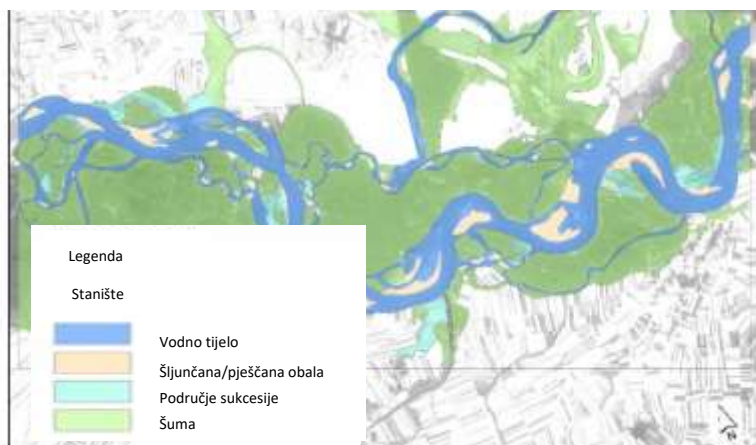 Legenda
Stanište
Vodno tijelo
Šljunčana/pješčana obala
Područje sukcesije
Šuma